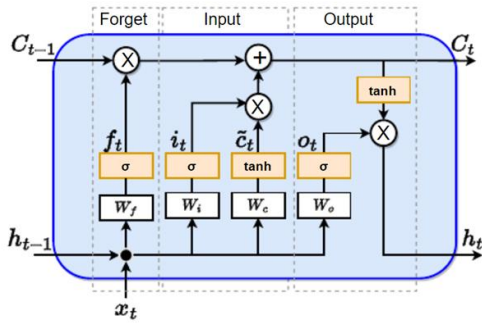 Forget Input Output
C_{t-1} X + C_t
tanh
X X
f_t i_t c̃_t o_t
σ σ tanh σ
W_f W_i W_c W_o
h_{t-1} h_t
x_t